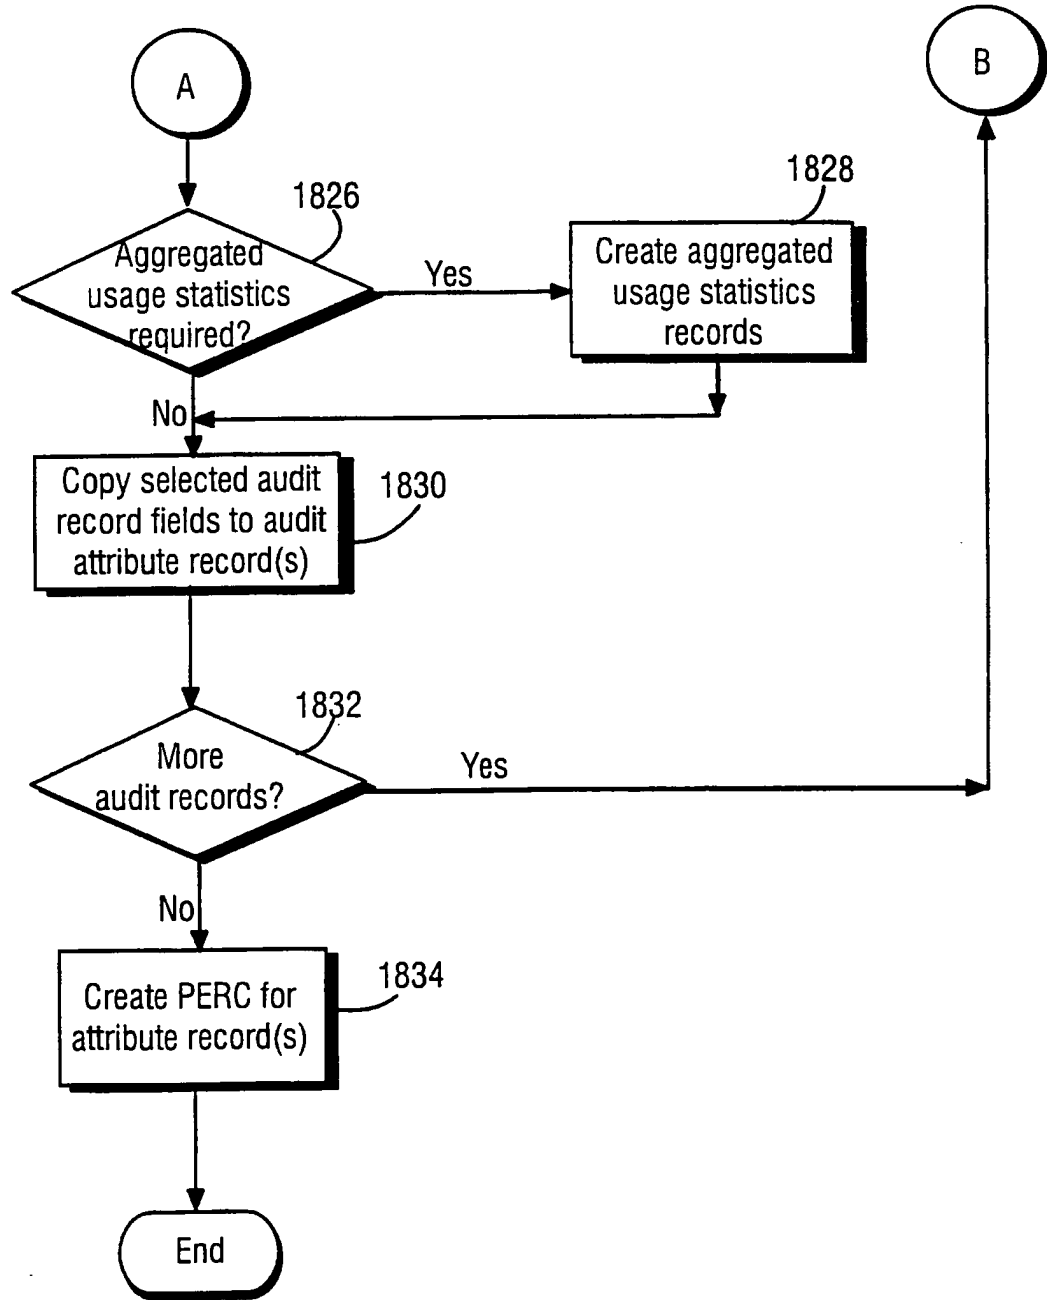 A
B
1826
1828
Aggregated
usage statistics
required?
Yes
Create aggregated
usage statistics
records
No
Copy selected audit
record fields to audit
attribute record(s)
1830
1832
More
audit records?
Yes
No
Create PERC for
attribute record(s)
1834
End